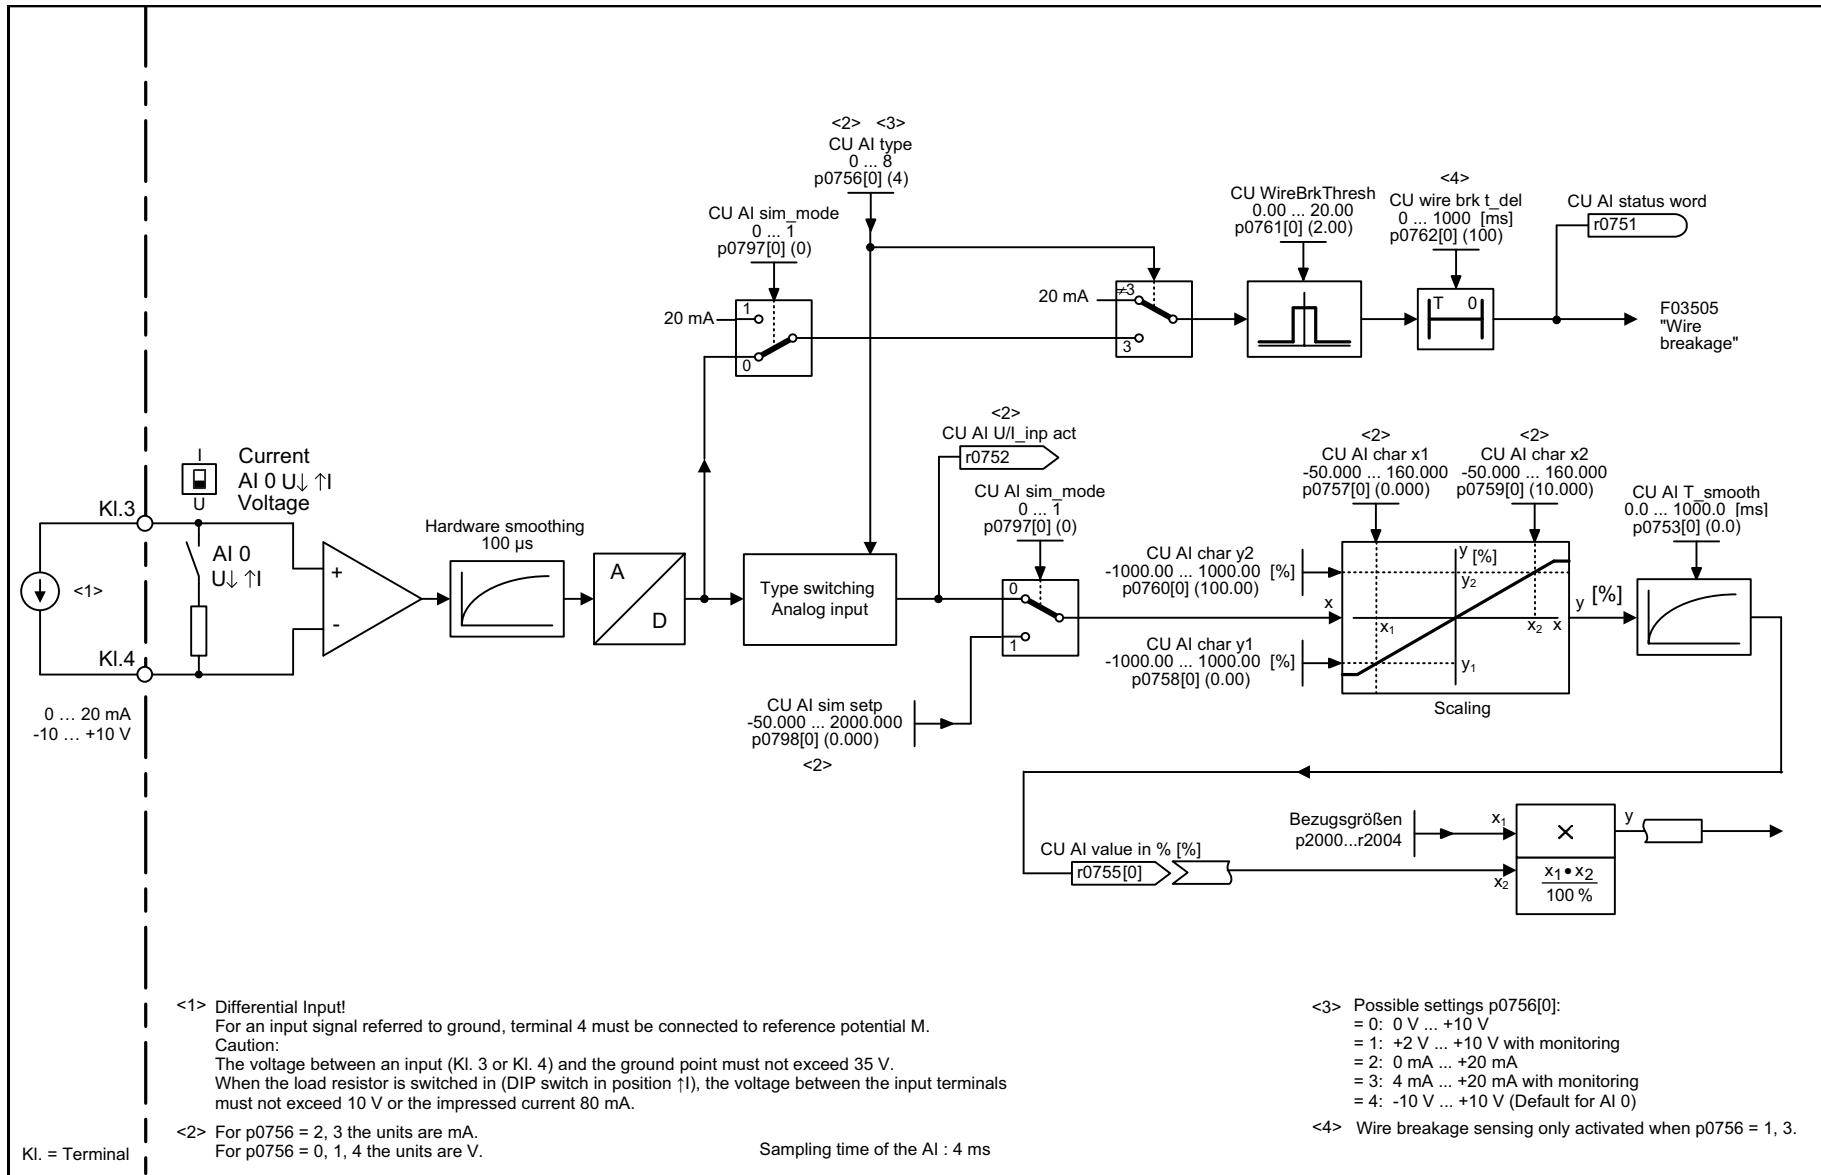 <2> <3>
CU AI type
0 ... 8
p0756[0] (4)
CU AI sim_mode
0 ... 1
p0797[0] (0)
1
20 mA
0
20 mA
≠3
3
CU WireBrkThresh
0.00 ... 20.00
p0761[0] (2.00)
<4>
CU wire brk t_del
0 ... 1000 [ms]
p0762[0] (100)
T 0
CU AI status word
r0751
F03505
"Wire
breakage"
I
U
Current
AI 0 U↓ ↑I
Voltage
Kl.3
AI 0
U↓ ↑I
<1>
Kl.4
0 ... 20 mA
-10 ... +10 V
+
-
Hardware smoothing
100 µs
A
D
Type switching
Analog input
<2>
CU AI U/I_inp act
r0752
CU AI sim_mode
0 ... 1
p0797[0] (0)
0
1
CU AI sim setp
-50.000 ... 2000.000
p0798[0] (0.000)
<2>
CU AI char y2
-1000.00 ... 1000.00 [%]
p0760[0] (100.00)
x
CU AI char y1
-1000.00 ... 1000.00 [%]
p0758[0] (0.00)
<2>
CU AI char x1
-50.000 ... 160.000
p0757[0] (0.000)
<2>
CU AI char x2
-50.000 ... 160.000
p0759[0] (10.000)
y [%]
y2
x1
x2 x
y1
Scaling
y [%]
CU AI T_smooth
0.0 ... 1000.0 [ms]
p0753[0] (0.0)
Bezugsgrößen
p2000...r2004
x1
×
y
CU AI value in % [%]
r0755[0]
x2
x1•x2
100 %
<1> Differential Input!
For an input signal referred to ground, terminal 4 must be connected to reference potential M.
Caution:
The voltage between an input (Kl. 3 or Kl. 4) and the ground point must not exceed 35 V.
When the load resistor is switched in (DIP switch in position ↑I), the voltage between the input terminals
must not exceed 10 V or the impressed current 80 mA.
<2> For p0756 = 2, 3 the units are mA.
For p0756 = 0, 1, 4 the units are V.
Sampling time of the AI : 4 ms
<3> Possible settings p0756[0]:
= 0: 0 V ... +10 V
= 1: +2 V ... +10 V with monitoring
= 2: 0 mA ... +20 mA
= 3: 4 mA ... +20 mA with monitoring
= 4: -10 V ... +10 V (Default for AI 0)
<4> Wire breakage sensing only activated when p0756 = 1, 3.
Kl. = Terminal